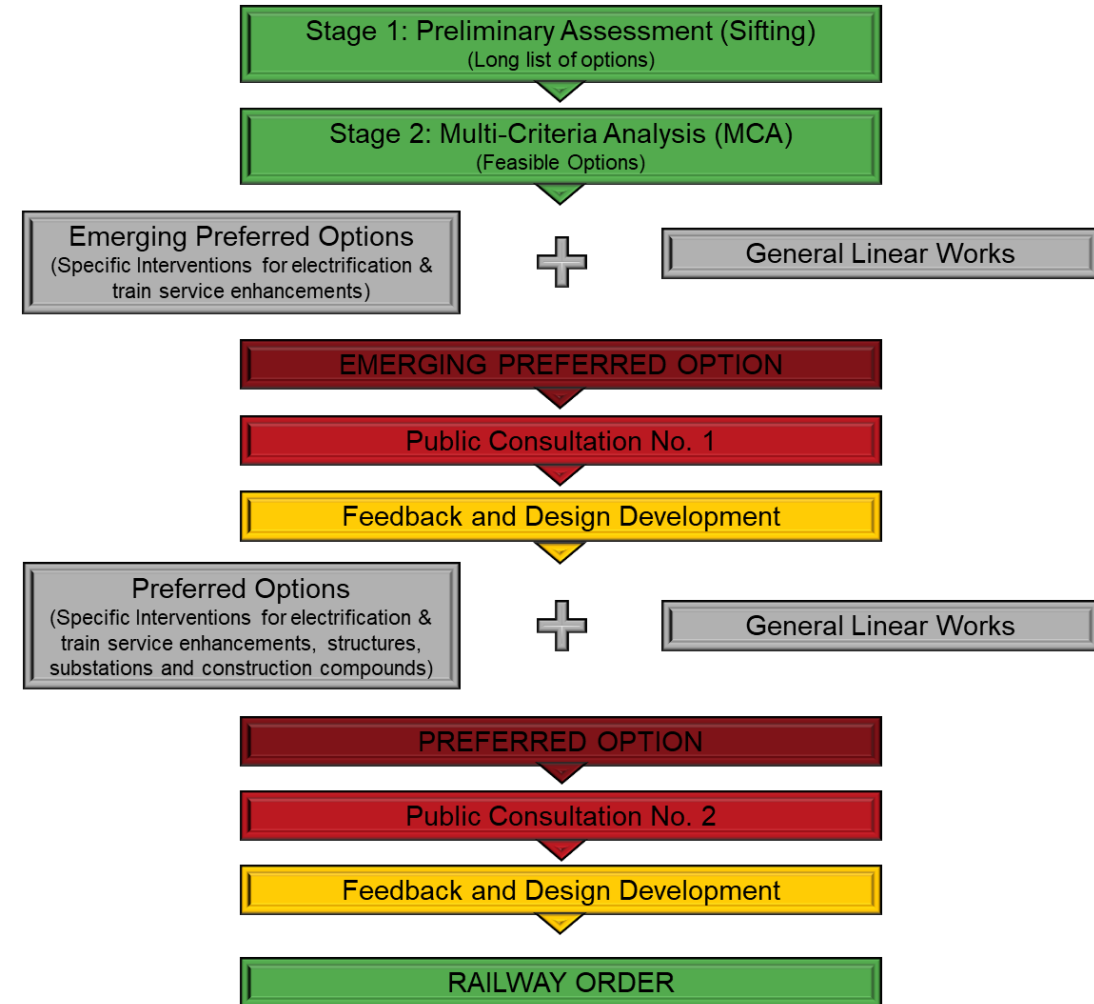 Stage 1: Preliminary Assessment (Sifting)
(Long list of options)
Stage 2: Multi-Criteria Analysis (MCA)
(Feasible Options)
Emerging Preferred Options
(Specific Interventions for electrification &
train service enhancements)
General Linear Works
EMERGING PREFERRED OPTION
Public Consultation No. 1
Feedback and Design Development
Preferred Options
(Specific Interventions for electrification &
train service enhancements, structures,
substations and construction compounds)
General Linear Works
PREFERRED OPTION
Public Consultation No. 2
Feedback and Design Development
RAILWAY ORDER